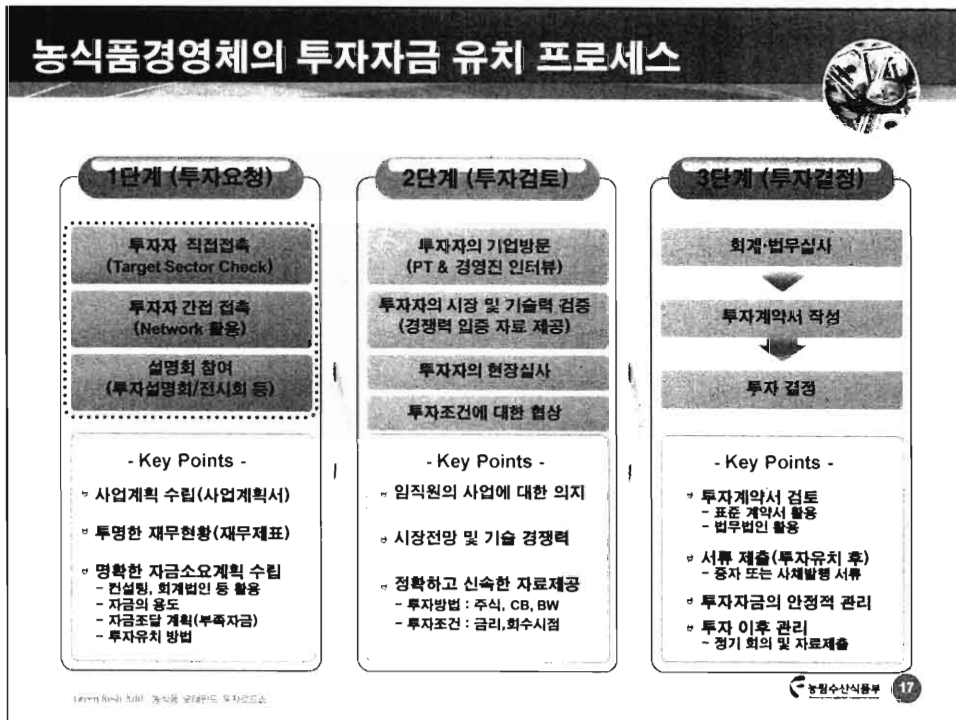 농식품경영체의 투자자금 유치 프로세스
1단계 (투자요청)
투자자 직접접촉
(Target Sector Check)
투자자 간접 접촉
(Network 활용)
설명회 참여
(투자설명회/전시회 등)
- Key Points -
사업계획 수립(사업계획서)
투명한 재무현황(재무제표)
명확한 자금소요계획 수립
- 컨설팅, 회계법인 등 활용
- 자금의 용도
- 자금조달 계획(부족자금)
- 투자유치 방법
2단계 (투자검토)
투자자의 기업방문
(PT & 경영진 인터뷰)
투자자의 시장 및 기술력 검증
(경쟁력 입증 자료 제공)
투자자의 현장실사
투자조건에 대한 협상
- Key Points -
임직원의 사업에 대한 의지
시장전망 및 기술 경쟁력
정확하고 신속한 자료제공
- 투자방법 : 주식, CB, BW
- 투자조건 : 금리,회수시점
3단계 (투자결정)
회계·법무실사
투자계약서 작성
투자 결정
- Key Points -
투자계약서 검토
- 표준 계약서 활용
- 법무법인 활용
서류 제출(투자유치 후)
- 증자 또는 사채발행 서류
투자자금의 안정적 관리
투자 이후 관리
- 정기 회의 및 자료제출
농식품
농림수산식품부
17